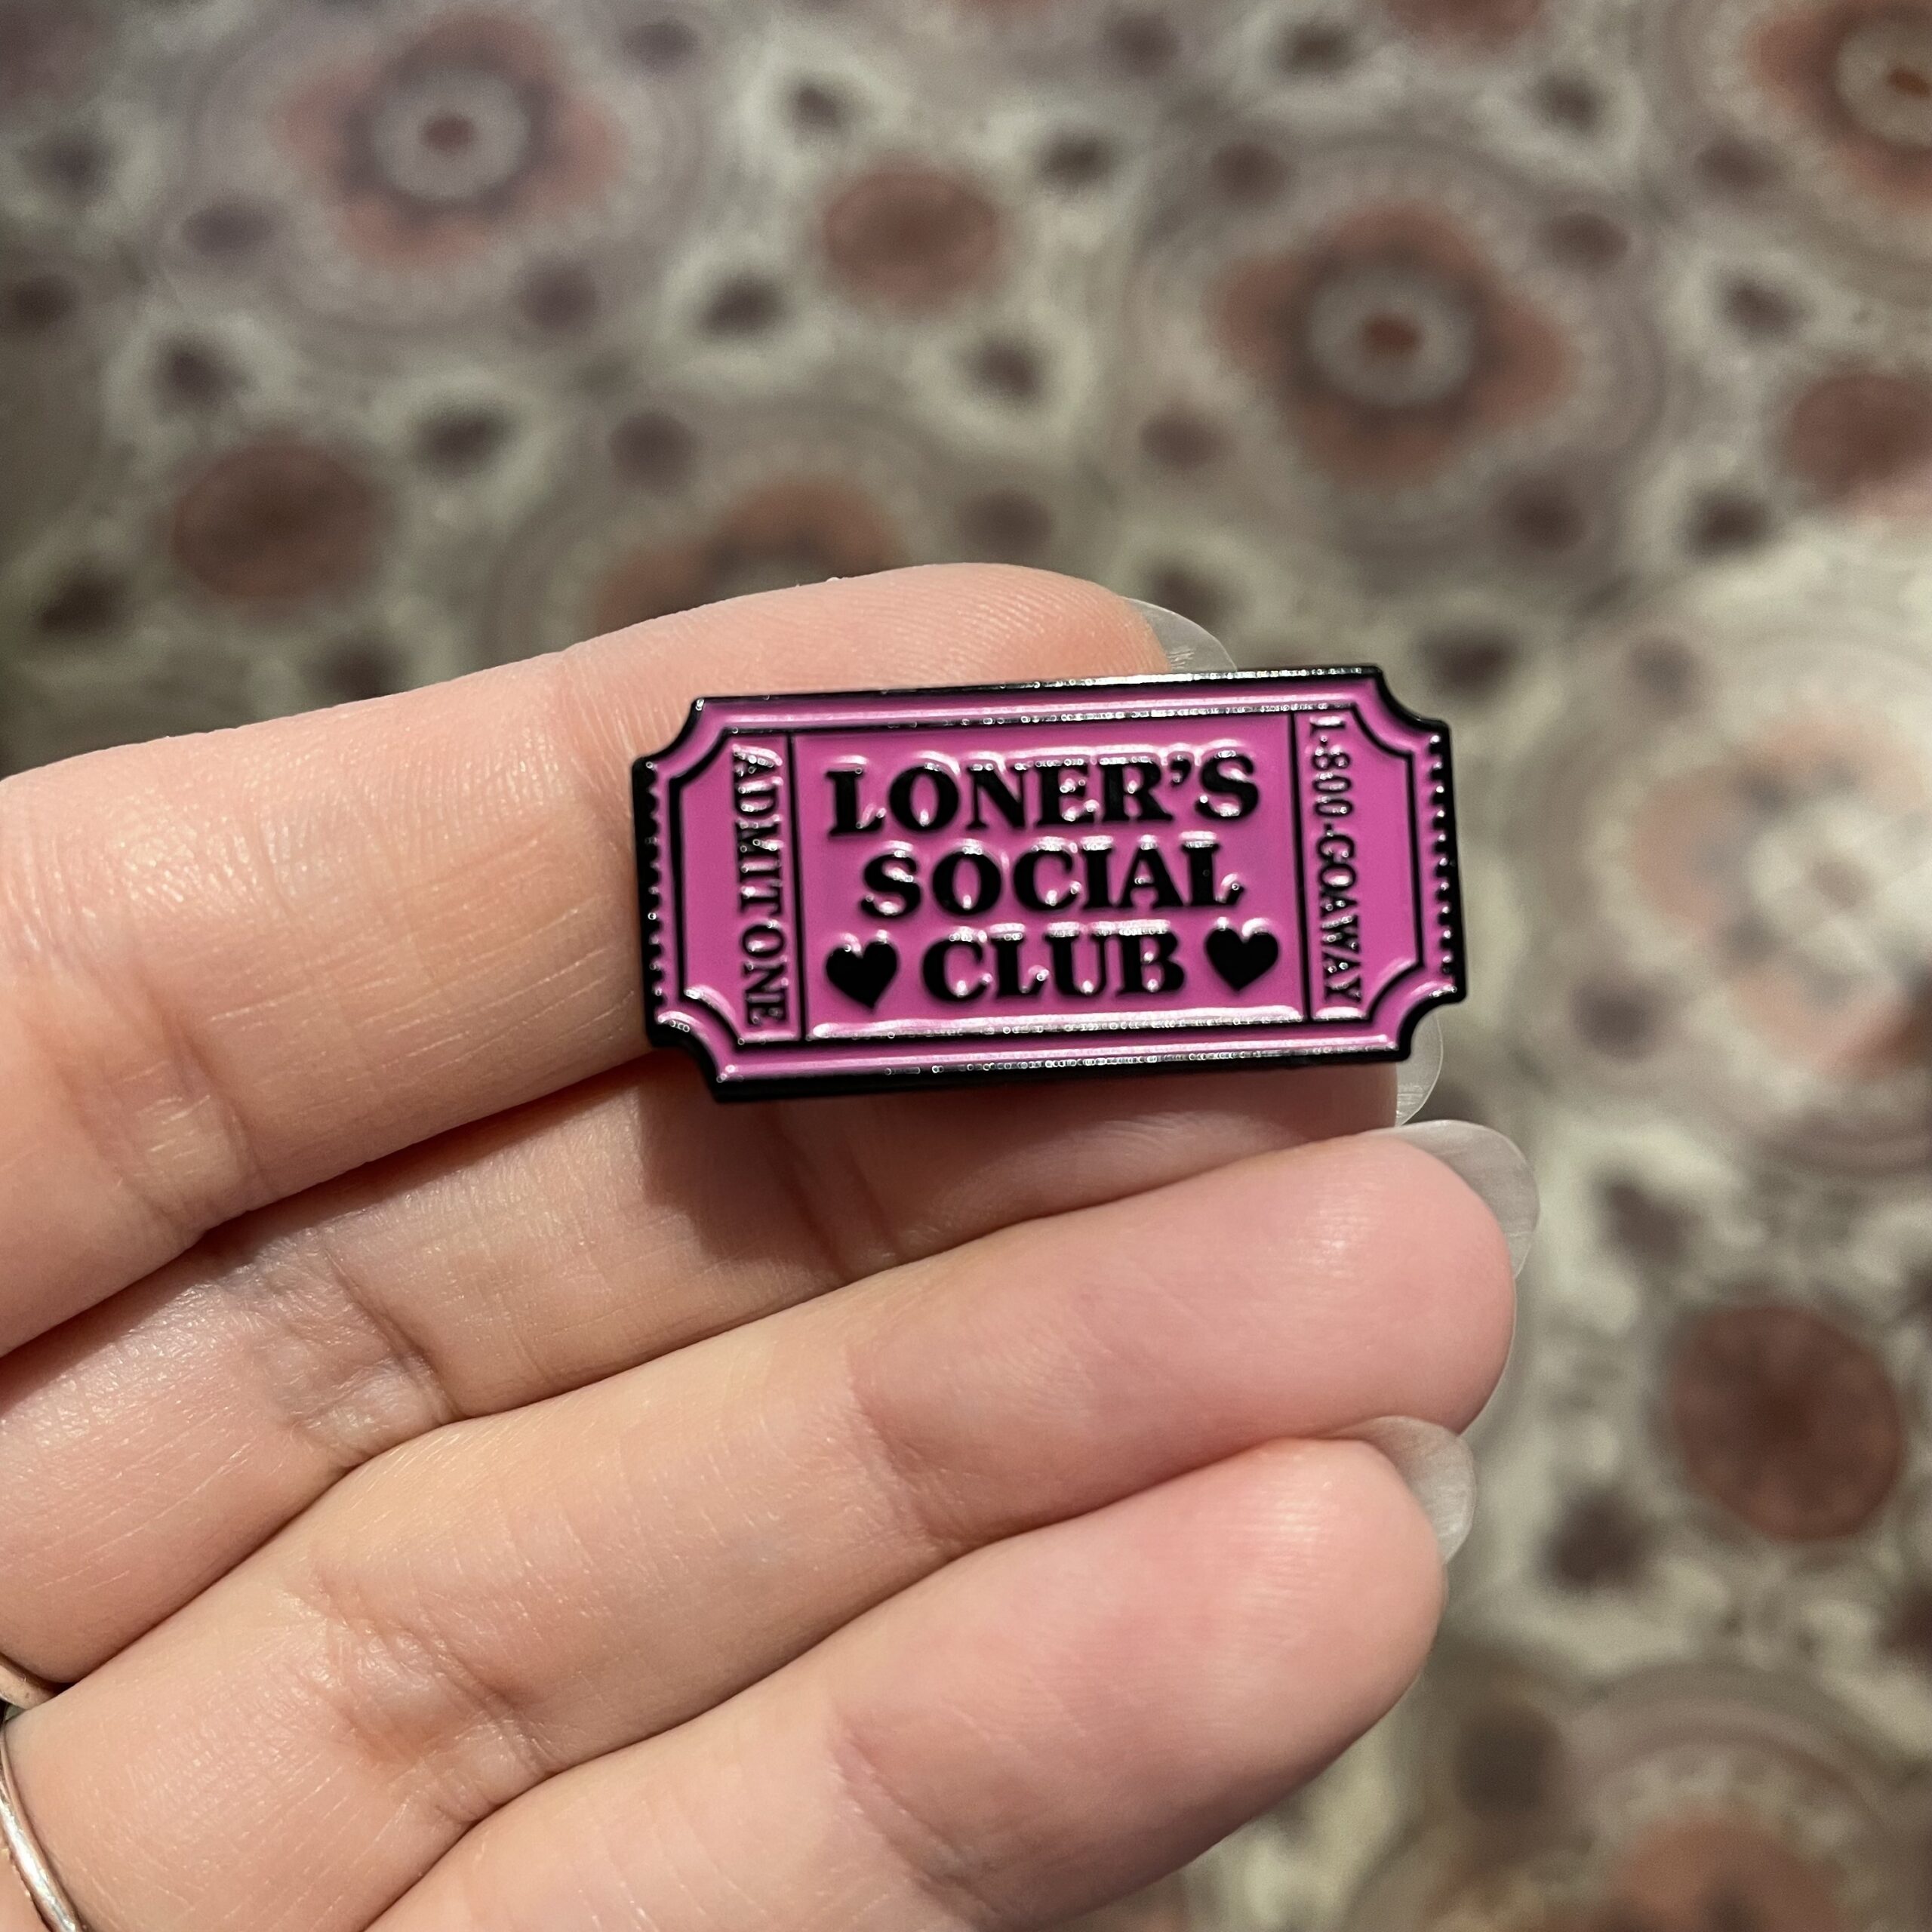 ADMIT ONE
LONER'S
SOCIAL
CLUB
1-800-GOAWAY